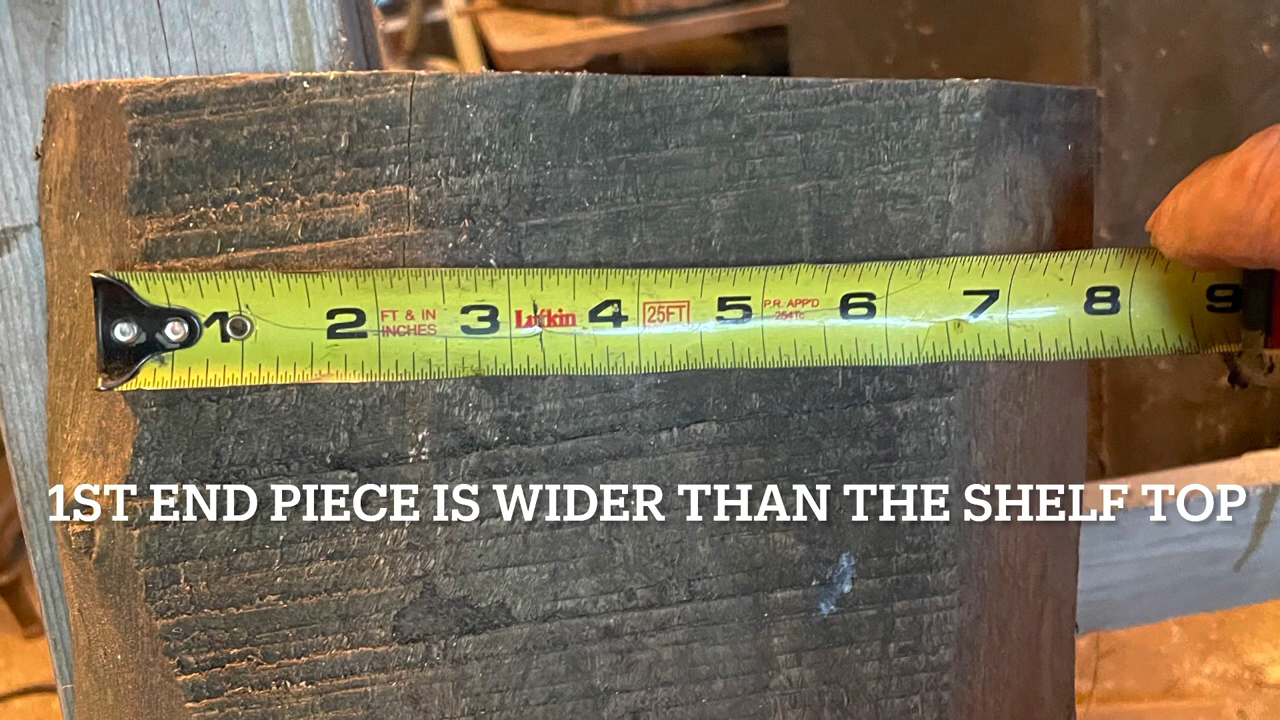 1 2 FT & IN INCHES 3 Lufkin 4 25FT 5 P.R. APP'D 264Tc 6 7 8 9
1ST END PIECE IS WIDER THAN THE SHELF TOP